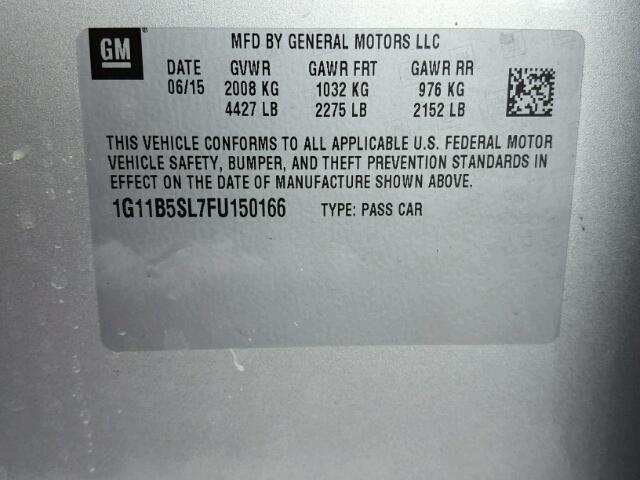 GM
MFD BY GENERAL MOTORS LLC
DATE GVWR GAWR FRT GAWR RR
06/15 2008 KG 1032 KG 976 KG
4427 LB 2275 LB 2152 LB
THIS VEHICLE CONFORMS TO ALL APPLICABLE U.S. FEDERAL MOTOR
VEHICLE SAFETY, BUMPER, AND THEFT PREVENTION STANDARDS IN
EFFECT ON THE DATE OF MANUFACTURE SHOWN ABOVE.
1G11B5SL7FU150166 TYPE: PASS CAR